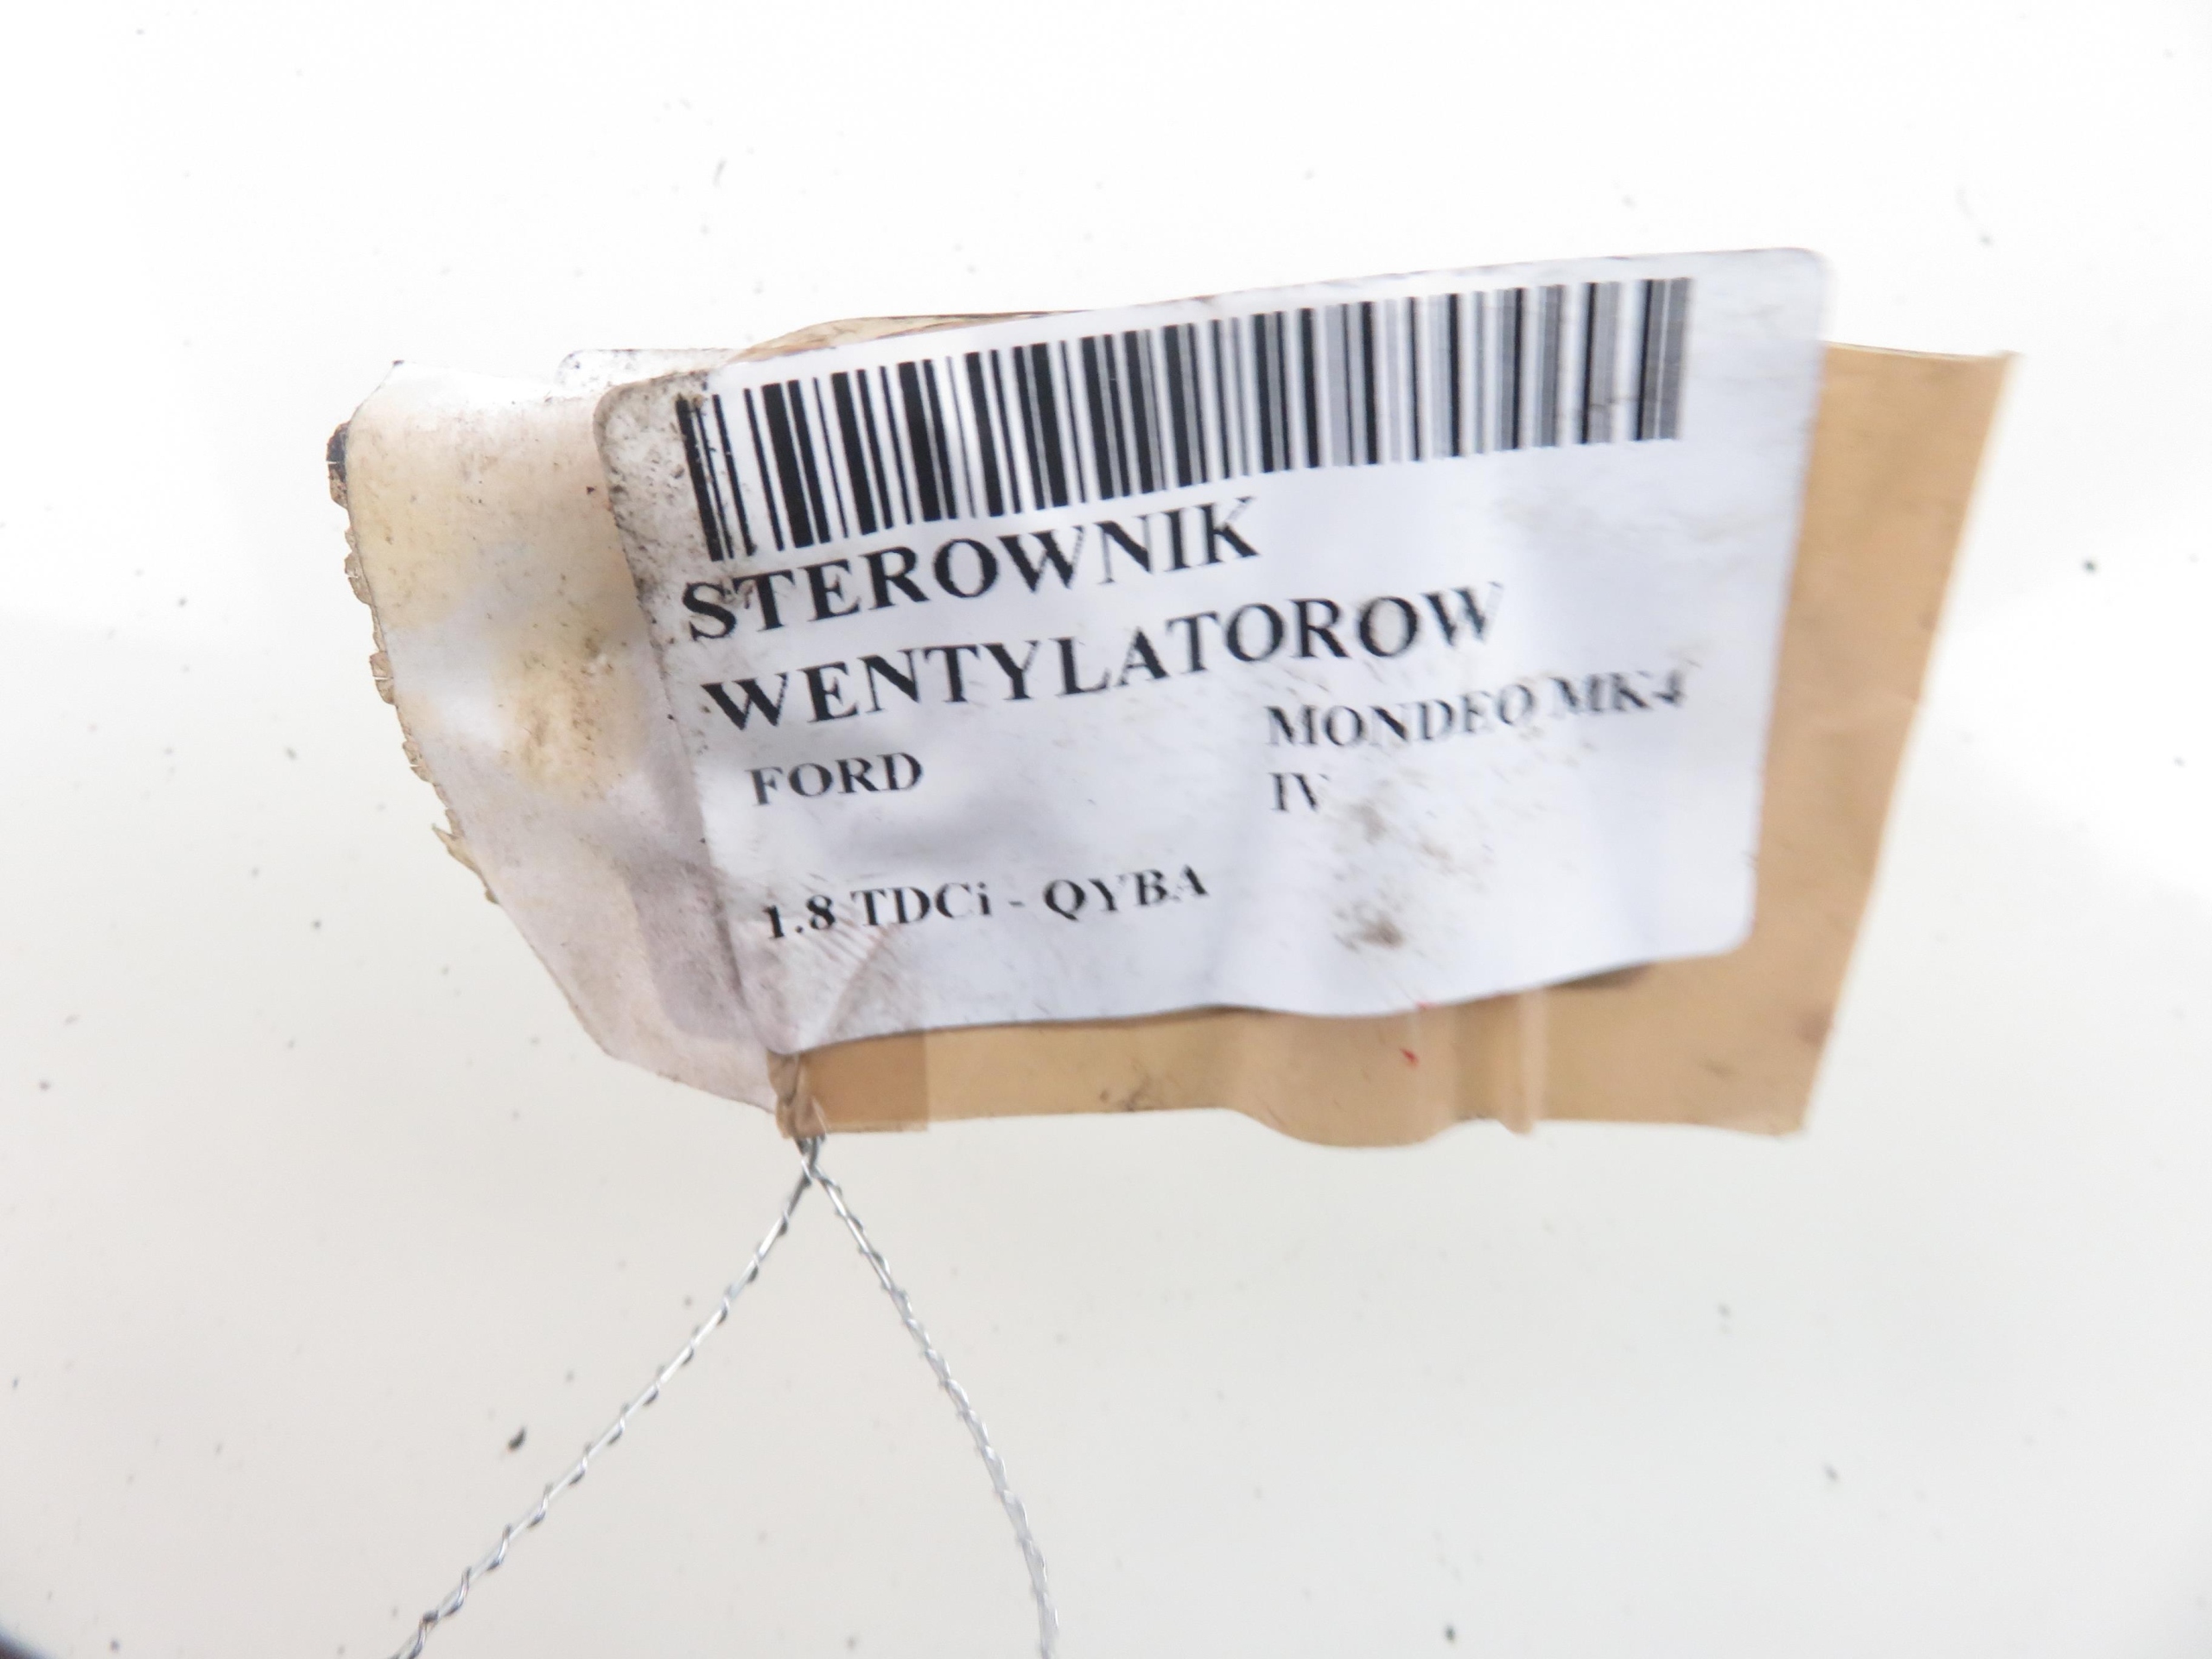 STEROWNIK
WENTYLATOROW
FORD
MONDEO MK4
IV
1.8 TDCi - QYBA